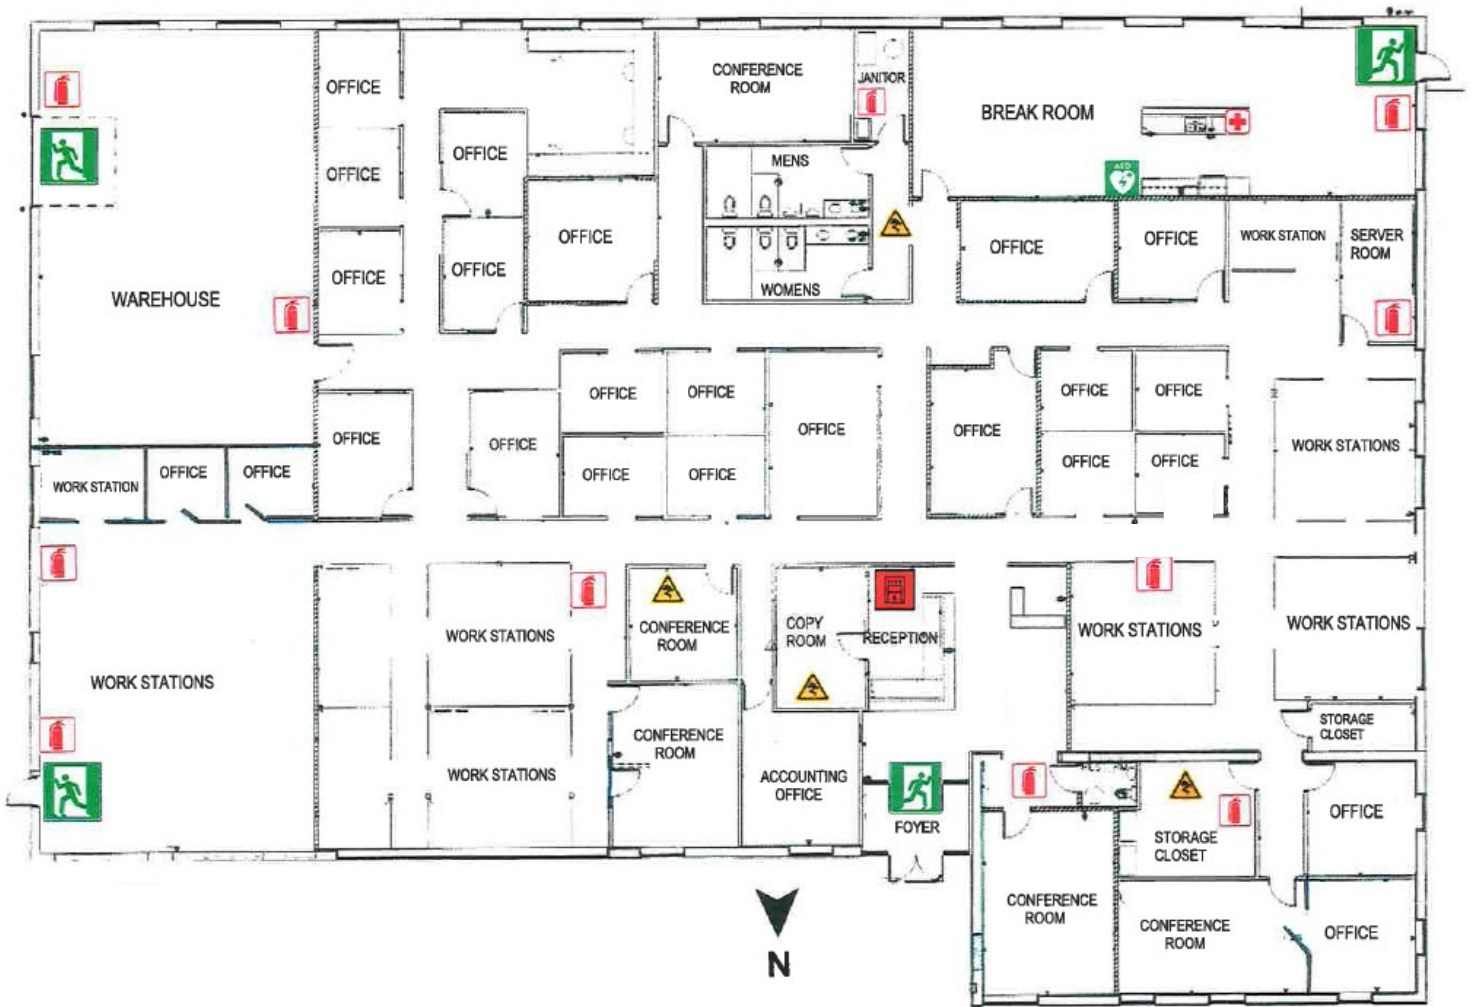 OFFICE
CONFERENCE
ROOM
JANITOR
BREAK ROOM
AED
MENS
OFFICE
OFFICE
OFFICE
OFFICE
OFFICE
OFFICE
WOMENS
OFFICE
OFFICE
WORK STATION
SERVER
ROOM
WAREHOUSE
OFFICE
OFFICE
OFFICE
OFFICE
OFFICE
OFFICE
OFFICE
OFFICE
OFFICE
OFFICE
OFFICE
OFFICE
OFFICE
WORK STATIONS
WORK STATION
OFFICE
OFFICE
WORK STATIONS
CONFERENCE
ROOM
COPY
ROOM
RECEPTION
WORK STATIONS
WORK STATIONS
WORK STATIONS
WORK STATIONS
CONFERENCE
ROOM
ACCOUNTING
OFFICE
FOYER
STORAGE
CLOSET
STORAGE
CLOSET
OFFICE
CONFERENCE
ROOM
CONFERENCE
ROOM
OFFICE
N